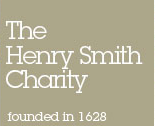 The
Henry Smith
Charity
founded in 1628